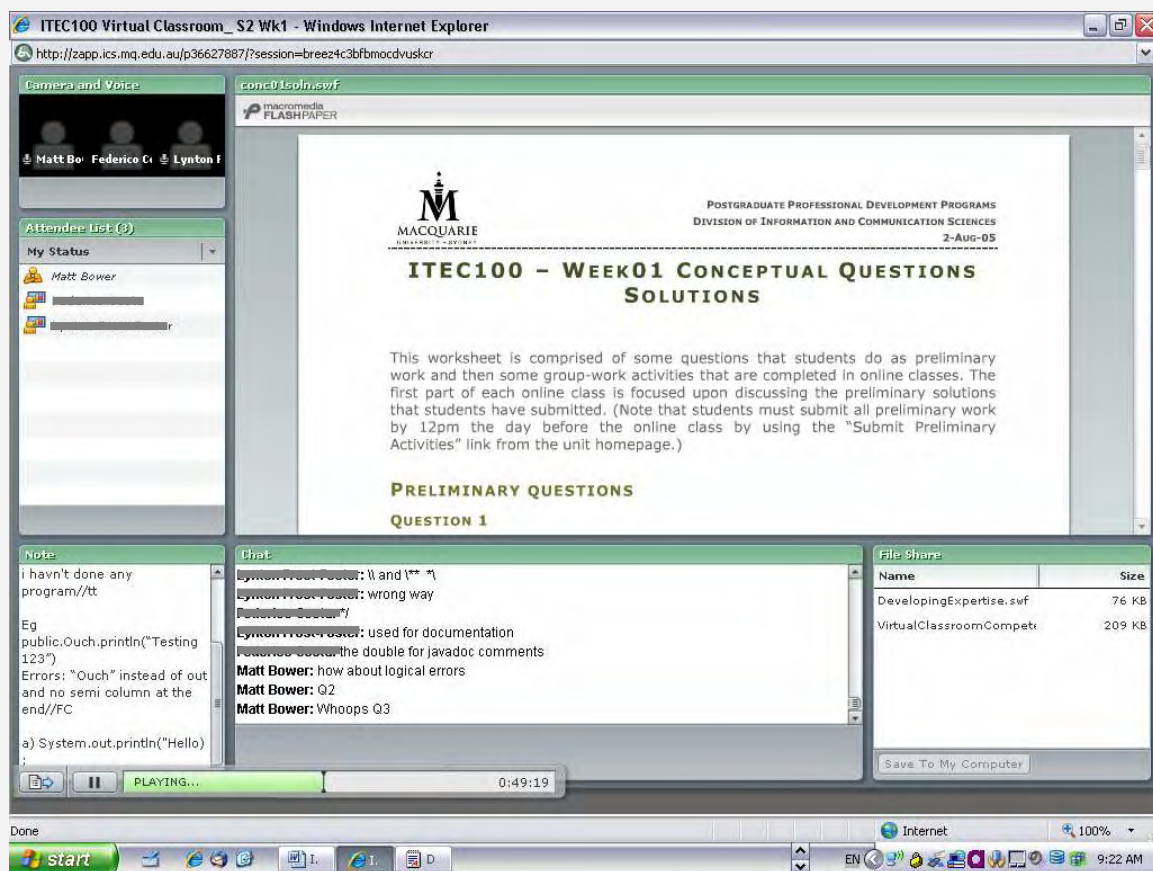 ITEC100 Virtual Classroom_ S2 Wk1 - Windows Internet Explorer
http://zapp.ics.mq.edu.au/p36627887/?session=breez4c3bfbmocdvuskcr
Camera and Voice
Matt Bo
Federico C
Lynton F
Attendee List (3)
My Status
Matt Bower
r
conc01soln.swf
macromedia
FLASHPAPER
MACQUARIE
UNIVERSITY - SYDNEY
POSTGRADUATE PROFESSIONAL DEVELOPMENT PROGRAMS
DIVISION OF INFORMATION AND COMMUNICATION SCIENCES
2-AUG-05
ITEC100 – WEEK01 CONCEPTUAL QUESTIONS
SOLUTIONS
This worksheet is comprised of some questions that students do as preliminary
work and then some group-work activities that are completed in online classes. The
first part of each online class is focused upon discussing the preliminary solutions
that students have submitted. (Note that students must submit all preliminary work
by 12pm the day before the online class by using the "Submit Preliminary
Activities" link from the unit homepage.)
PRELIMINARY QUESTIONS
QUESTION 1
Note
i havn't done any
program//tt
Eg
public.Ouch.println("Testing
123")
Errors: "Ouch" instead of out
and no semi column at the
end//FC
a) System.out.println("Hello)
;
Chat
: \\ and \** *\
: wrong way
*/
: used for documentation
the double for javadoc comments
Matt Bower: how about logical errors
Matt Bower: Q2
Matt Bower: Whoops Q3
File Share
Name Size
DevelopingExpertise.swf 76 KB
VirtualClassroomCompete 209 KB
Save To My Computer
PLAYING... 0:49:19
Done
Internet
100%
start
I.
I.
D
EN
9:22 AM